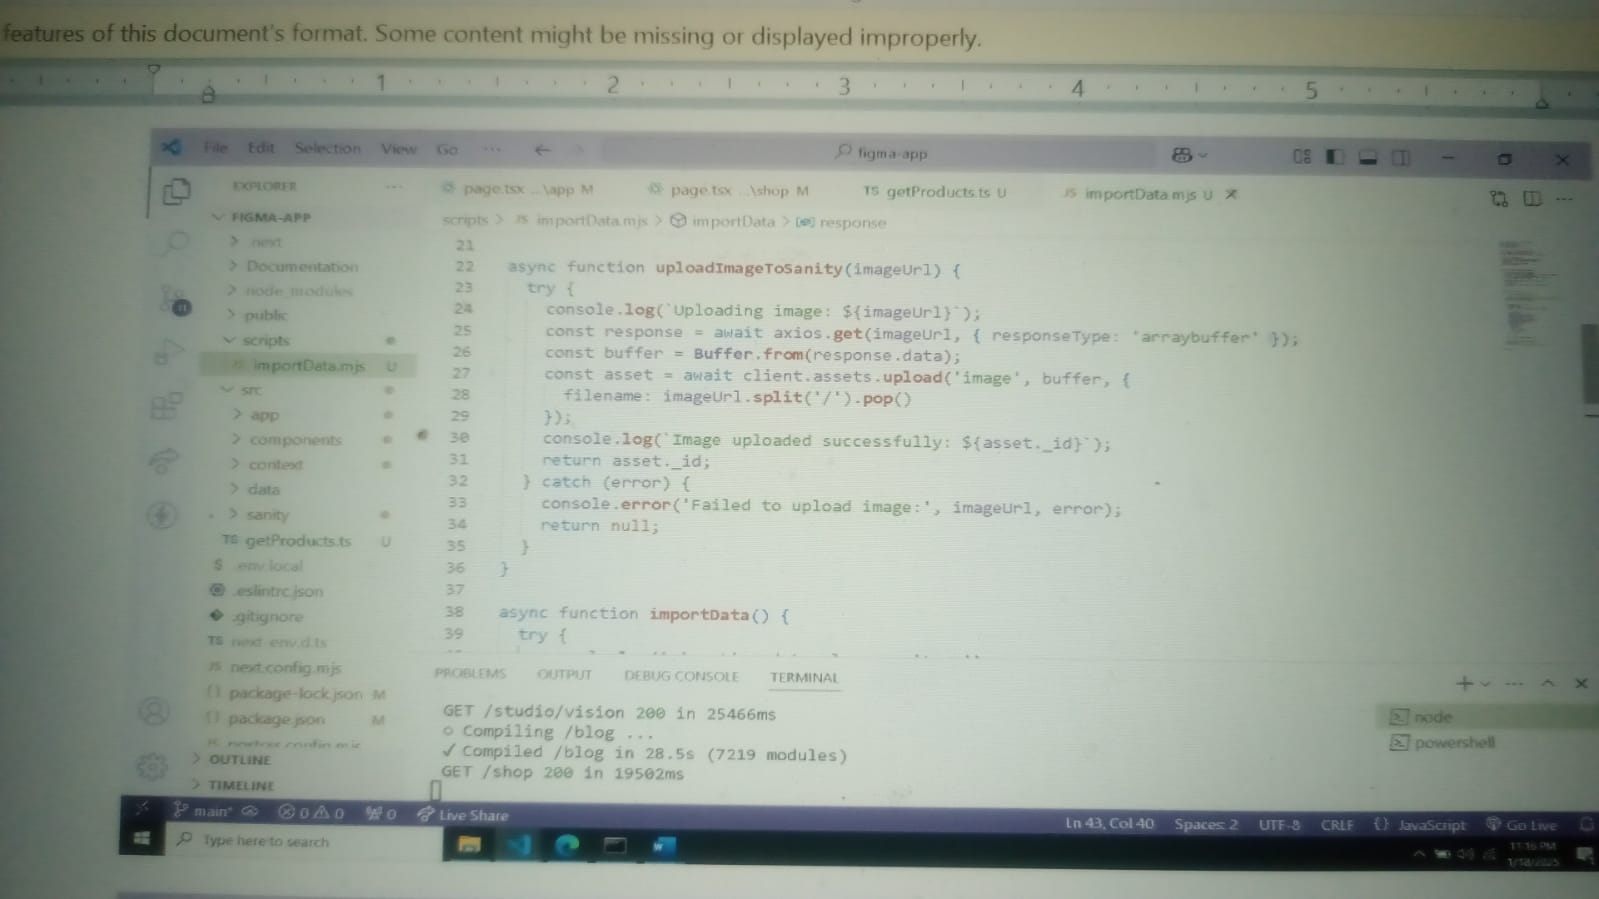 features of this document's format. Some content might be missing or displayed improperly.
1 2 3 4 5
File Edit Selection View Go ... figma-app
EXPLORER ...
page.tsx ...\app M page.tsx ...\shop M TS getProducts.ts U JS importData.mjs U
FIGMA-APP
scripts > JS importData.mjs > importData > response
next
Documentation
node_modules
public
scripts
importData.mjs U
src
app
components
context
data
sanity
TS getProducts.ts U
$ .env.local
.eslintrc.json
.gitignore
TS next-env.d.ts
JS next.config.mjs
{} package-lock.json M
{} package.json M
OUTLINE
TIMELINE
11
21
22 async function uploadImageToSanity(imageUrl) {
23 try {
24 console.log(`Uploading image: ${imageUrl}`);
25 const response = await axios.get(imageUrl, { responseType: 'arraybuffer' });
26 const buffer = Buffer.from(response.data);
27 const asset = await client.assets.upload('image', buffer, {
28 filename: imageUrl.split('/').pop()
29 });
30 console.log(`Image uploaded successfully: ${asset._id}`);
31 return asset._id;
32 } catch (error) {
33 console.error('Failed to upload image:', imageUrl, error);
34 return null;
35 }
36 }
37
38 async function importData() {
39 try {
PROBLEMS OUTPUT DEBUG CONSOLE TERMINAL
GET /studio/vision 200 in 25466ms
○ Compiling /blog ...
✓ Compiled /blog in 28.5s (7219 modules)
GET /shop 200 in 19502ms
node
powershell
main* 0 0 0 Live Share Ln 43, Col 40 Spaces: 2 UTF-8 CRLF {} JavaScript Go Live
Type here to search
11:16 PM
1/18/2025